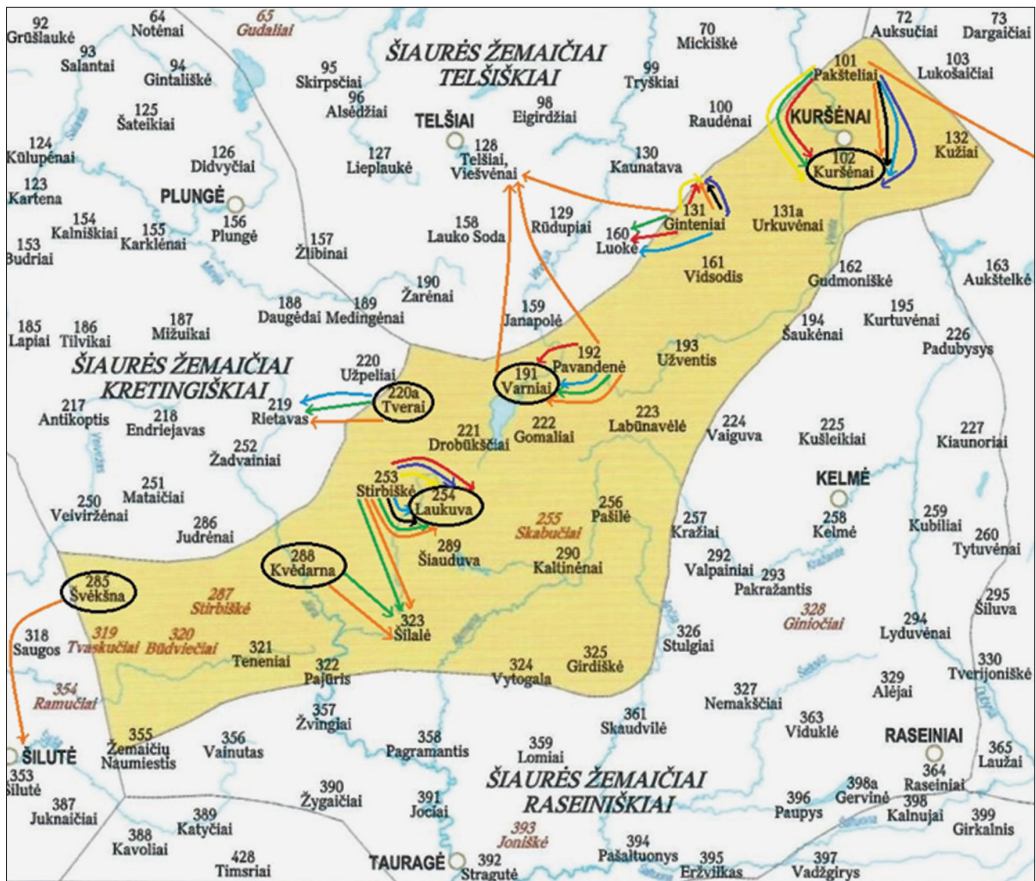 92
Grūšlaukė
64
Notėnai
65
Gudaliai
70
Mickiškė
72
Auksučiai
73
Dargaičiai
93
Salantai
94
Gintališkė
95
Skirpsčiai
ŠIAURĖS ŽEMAIČIAI
TELŠIŠKIAI
99
Tryškiai
101
Pakšteliai
103
Lukošaičiai
96
Alsėdžiai
98
Eigirdžiai
100
Raudėnai
125
Šateikiai
TELŠIAI
KURŠĖNAI
132
Kužiai
124
Kūlupėnai
126
Didvyčiai
127
Lieplaukė
128
Telšiai,
Viešvėnai
130
Kaunatava
102
Kuršėnai
123
Kartena
PLUNGĖ
154
Kalniškiai
155
Karklėnai
156
Plungė
158
Lauko Soda
129
Rūdupiai
131
Ginteniai
131a
Urkuvėnai
153
Budriai
157
Žlibinai
160
Luokė
161
Vidsodis
162
Gudmoniškė
163
Aukštelkė
190
Žarėnai
188
Daugėdai
189
Medingėnai
159
Janapolė
185
Lapiai
186
Tilvikai
187
Mižuikai
194
Šaukėnai
195
Kurtuvėnai
226
Padubysys
ŠIAURĖS ŽEMAIČIAI
KRETINGIŠKIAI
220
Užpeliai
191
Varniai
192
Pavandenė
193
Užventis
217
Antikoptis
218
Endriejavas
219
Rietavas
220a
Tverai
221
Drobūkščiai
222
Gomaliai
223
Labūnavėlė
224
Vaiguva
225
Kušleikiai
227
Kiaunoriai
252
Žadvainiai
251
Mataičiai
250
Veiviržėnai
253
Stirbiškė
254
Laukuva
KELMĖ
286
Judrėnai
255
Skabučiai
256
Pašilė
257
Kražiai
258
Kelmė
259
Kubiliai
260
Tytuvėnai
288
Kvėdarna
289
Šiauduva
290
Kaltinėnai
292
Valpainiai
293
Pakražantis
285
Švėkšna
287
Stirbiškė
295
Šiluva
323
Šilalė
328
Giniočiai
294
Lyduvėnai
318
Saugos
319
Tvaskučiai
320
Būdviečiai
321
Teneniai
322
Pajūris
324
Vytogala
325
Girdiškė
326
Stulgiai
330
Tverijoniškė
354
Ramučiai
327
Nemakščiai
329
Alėjai
357
Žvingiai
361
Skaudvilė
363
Viduklė
RASEINIAI
ŠILUTĖ
355
Žemaičių
Naumiestis
356
Vainutas
358
Pagramantis
359
Lomiai
364
Raseiniai
365
Laužai
353
Šilutė
ŠIAURĖS ŽEMAIČIAI
RASEINIŠKIAI
387
Juknaičiai
390
Žygaičiai
391
Jociai
396
Paupys
398a
Gervinė
398
Kalnujai
399
Girkalnis
389
Katyčiai
388
Kavoliai
393
Joniškė
394
Pašaltuonys
428
Timsriai
TAURAGĖ
392
Stragutė
395
Eržvilkas
397
Vadžgirys